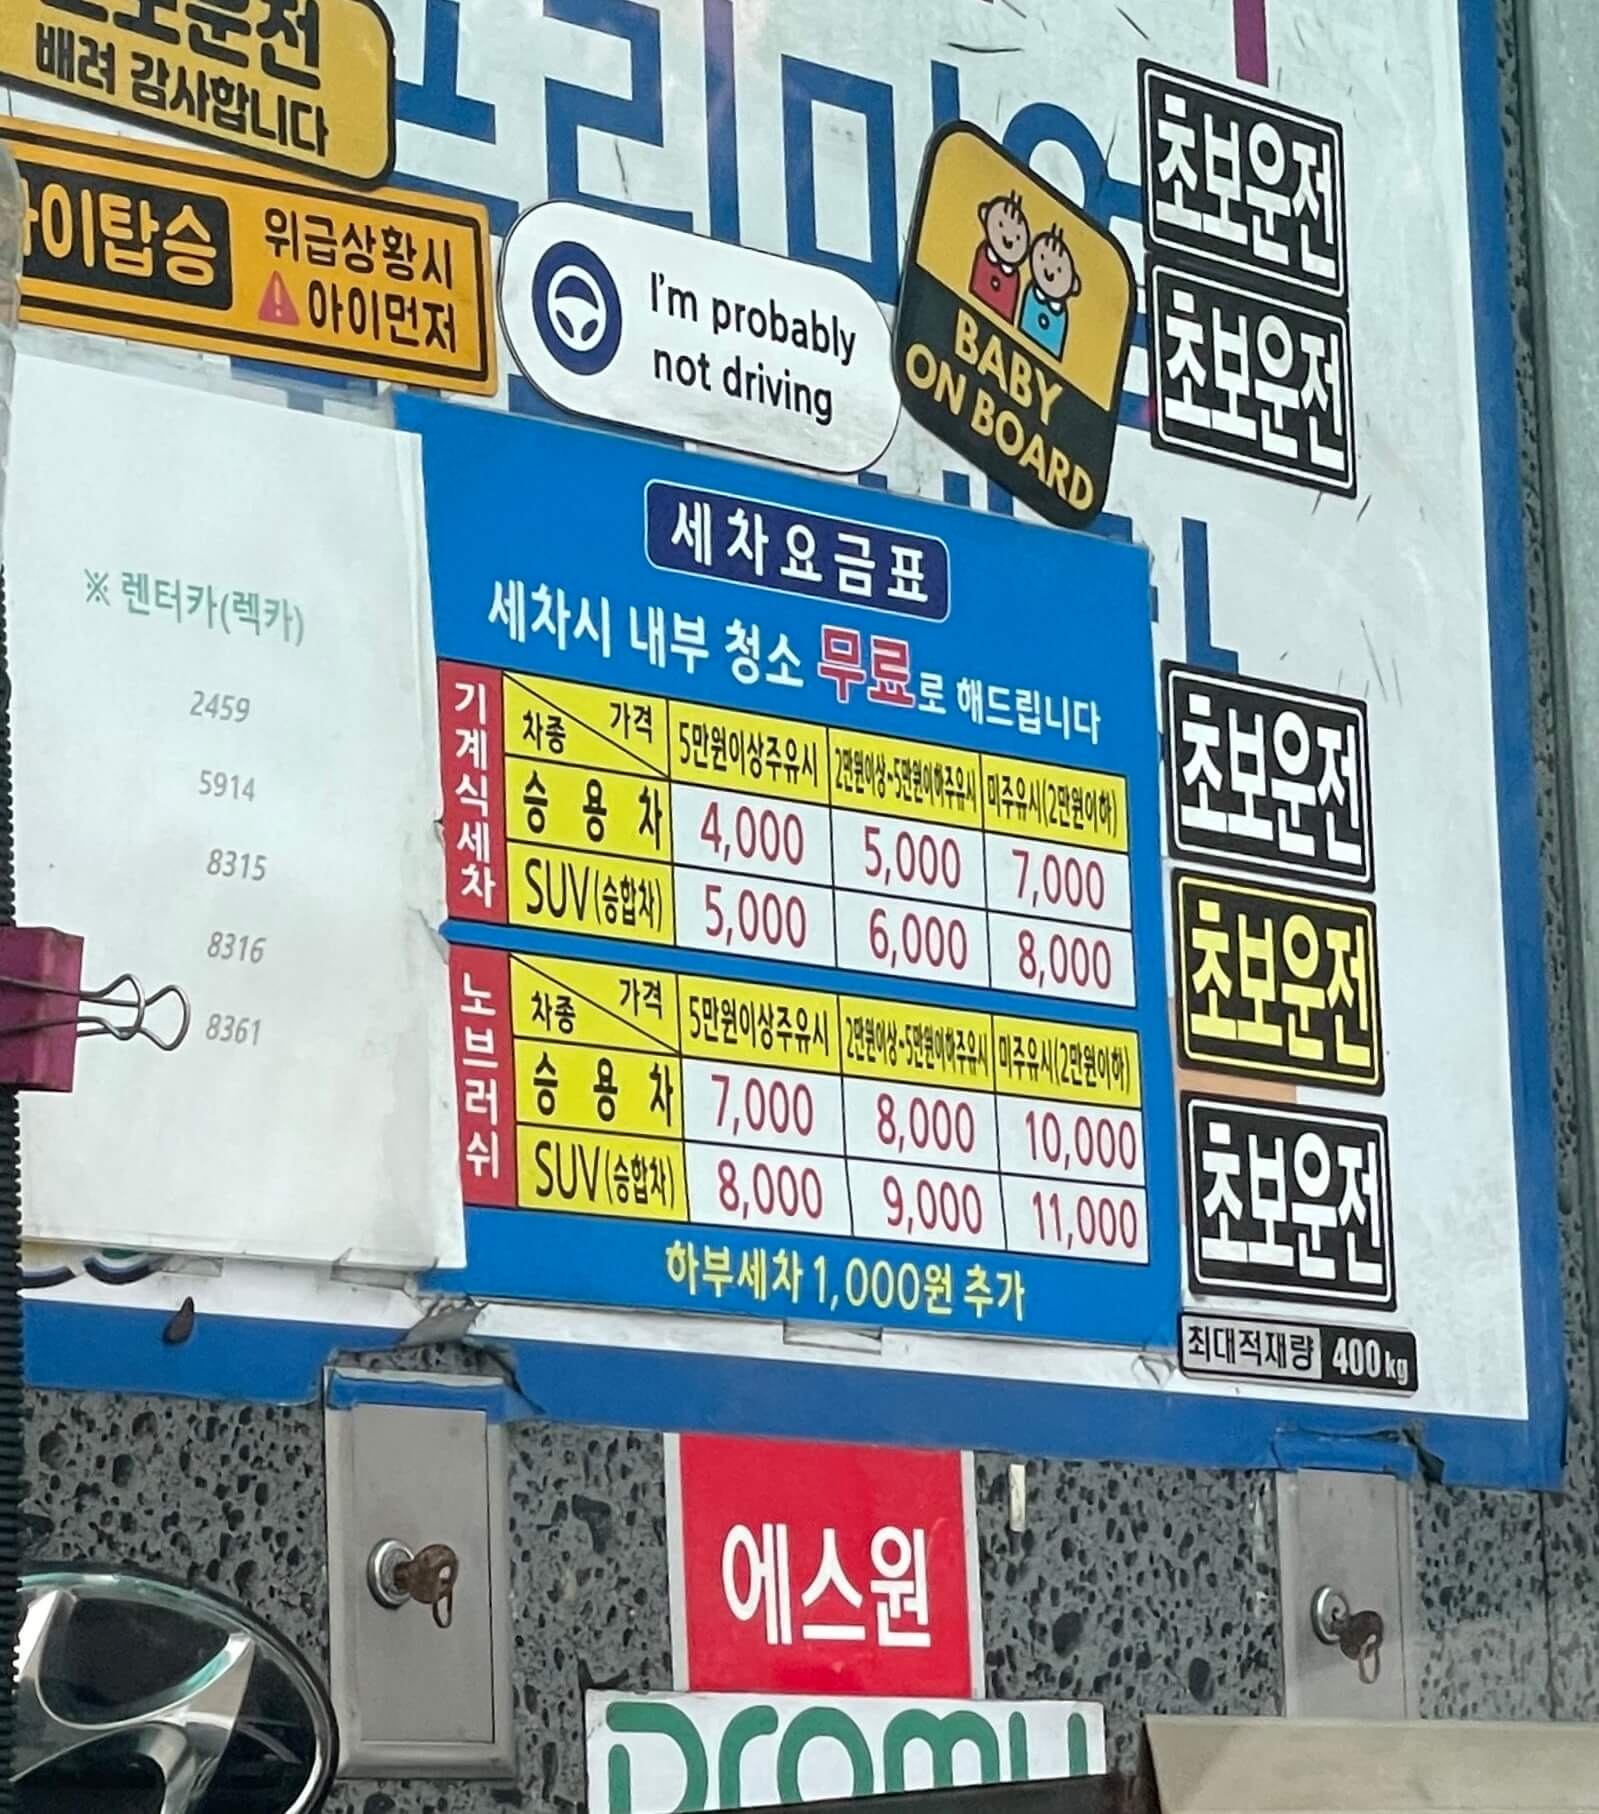 배려 감사합니다
위급상황시
아이먼저
I'm probably
not driving
BABY
ON BOARD
초보운전
초보운전
※ 렌터카(렉카)
2459
5914
8315
8316
8361
세차요금표
세차시 내부 청소 무료로 해드립니다
기계식세차
차종 가격 5만원이상주유시 2만원이상~5만원이하주유시 미주유시(2만원이하)
승용차 4,000 5,000 7,000
SUV(승합차) 5,000 6,000 8,000
노브러쉬
차종 가격 5만원이상주유시 2만원이상~5만원이하주유시 미주유시(2만원이하)
승용차 7,000 8,000 10,000
SUV(승합차) 8,000 9,000 11,000
하부세차 1,000원 추가
초보운전
초보운전
초보운전
최대적재량 400kg
에스원